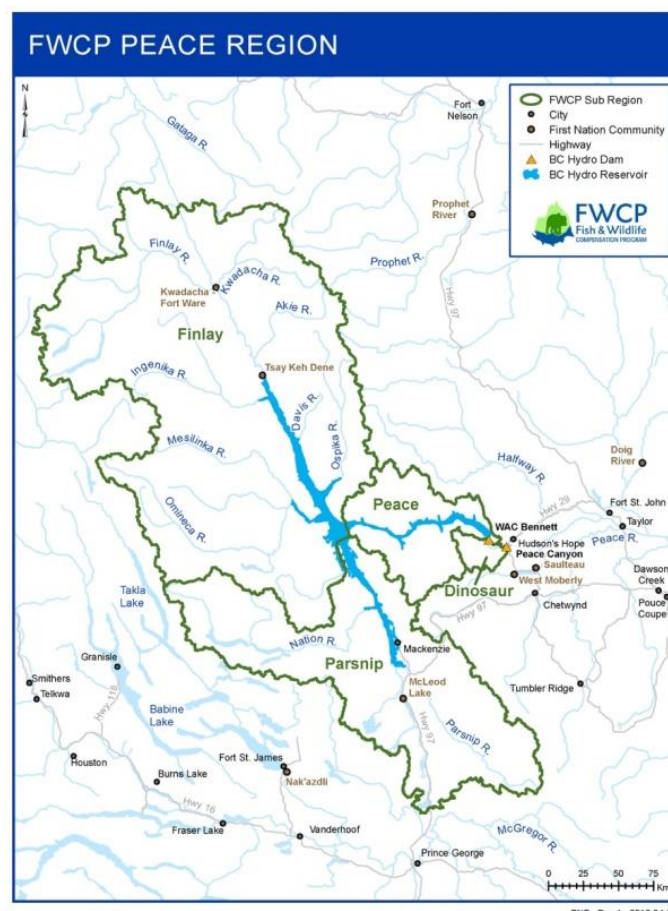 FWCP PEACE REGION
N
FWCP Sub Region
City
First Nation Community
Highway
BC Hydro Dam
BC Hydro Reservoir
FWCP
Fish & Wildlife
COMPENSATION PROGRAM
Fort
Nelson
Gataga R.
Prophet
River
Finlay R.
Kwadacha R.
Prophet R.
Kwadacha
Fort Ware
Akie R.
Hwy 97
Finlay
Ingenika R.
Tsay Keh Dene
Davis R.
Ospika R.
Mesilinka R.
Halfway R.
Doig
River
Omineca R.
Peace
Hwy 29
Fort St. John
WAC Bennett
Taylor
Hudson's Hope
Peace R.
Peace Canyon
Saulteau
West Moberly
Dawson
Creek
Takla
Lake
Dinosaur
Chetwynd
Pouce
Coupe
Hwy 97
Nation R.
Mackenzie
Granisle
Parsnip
Smithers
Telkwa
McLeod
Lake
Tumbler Ridge
Hwy 118
Babine
Lake
Parsnip R.
Hwy 97
Houston
Fort St. James
Burns Lake
Nak'azdli
Hwy 16
Fraser Lake
Vanderhoof
McGregor R.
Prince George
0 25 50 75
Km